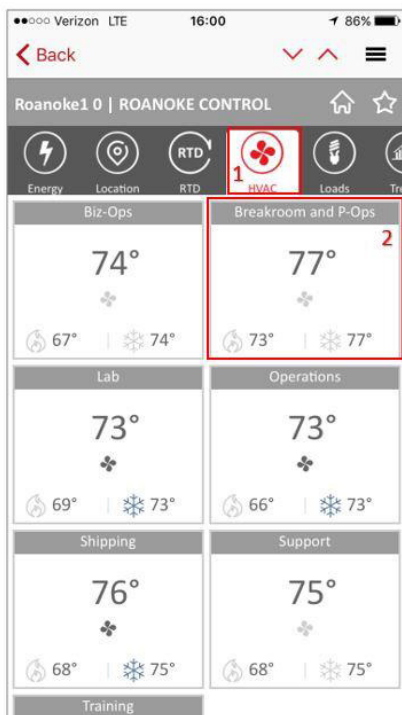 Verizon LTE 16:00 86%
Back
Roanoke1 0 | ROANOKE CONTROL
RTD
1
Energy Location RTD HVAC Loads Tre
Biz-Ops Breakroom and P-Ops
2
74° 77°
67° | 74° 73° | 77°
Lab Operations
73° 73°
69° | 73° 66° | 73°
Shipping Support
76° 75°
68° | 75° 68° | 75°
Training